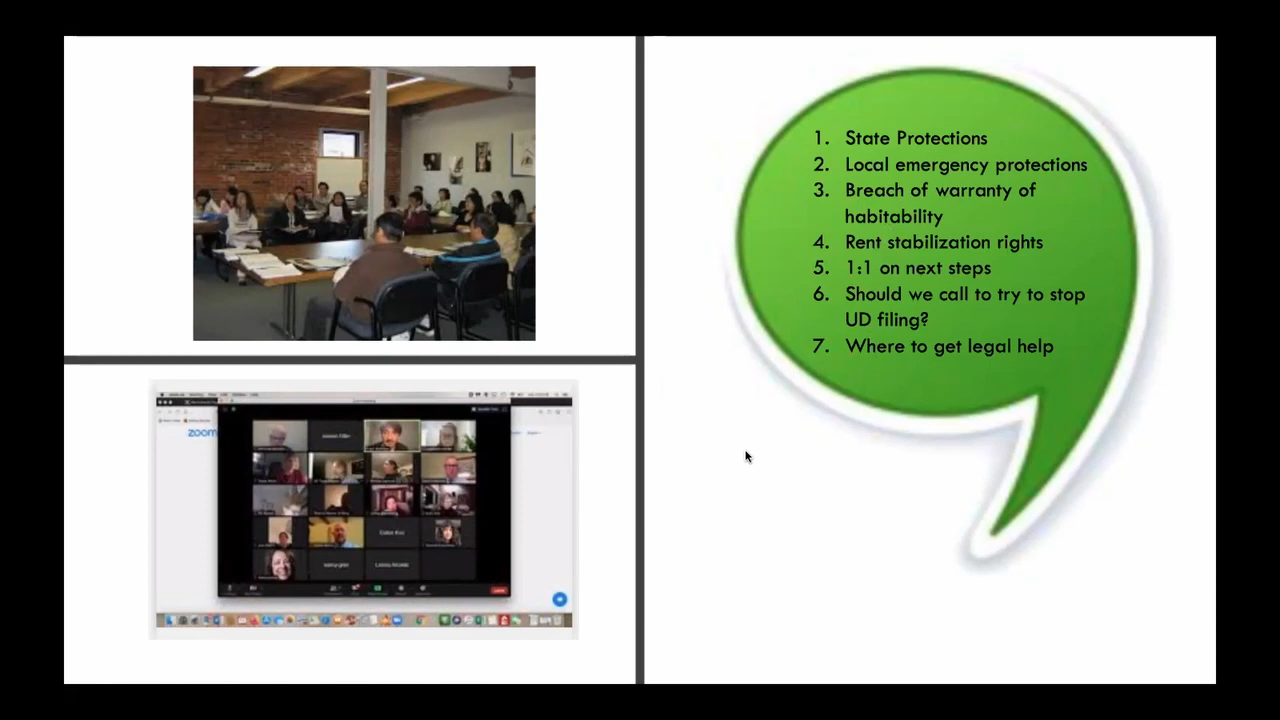 zoom
1. State Protections
2. Local emergency protections
3. Breach of warranty of
habitability
4. Rent stabilization rights
5. 1:1 on next steps
6. Should we call to try to stop
UD filing?
7. Where to get legal help